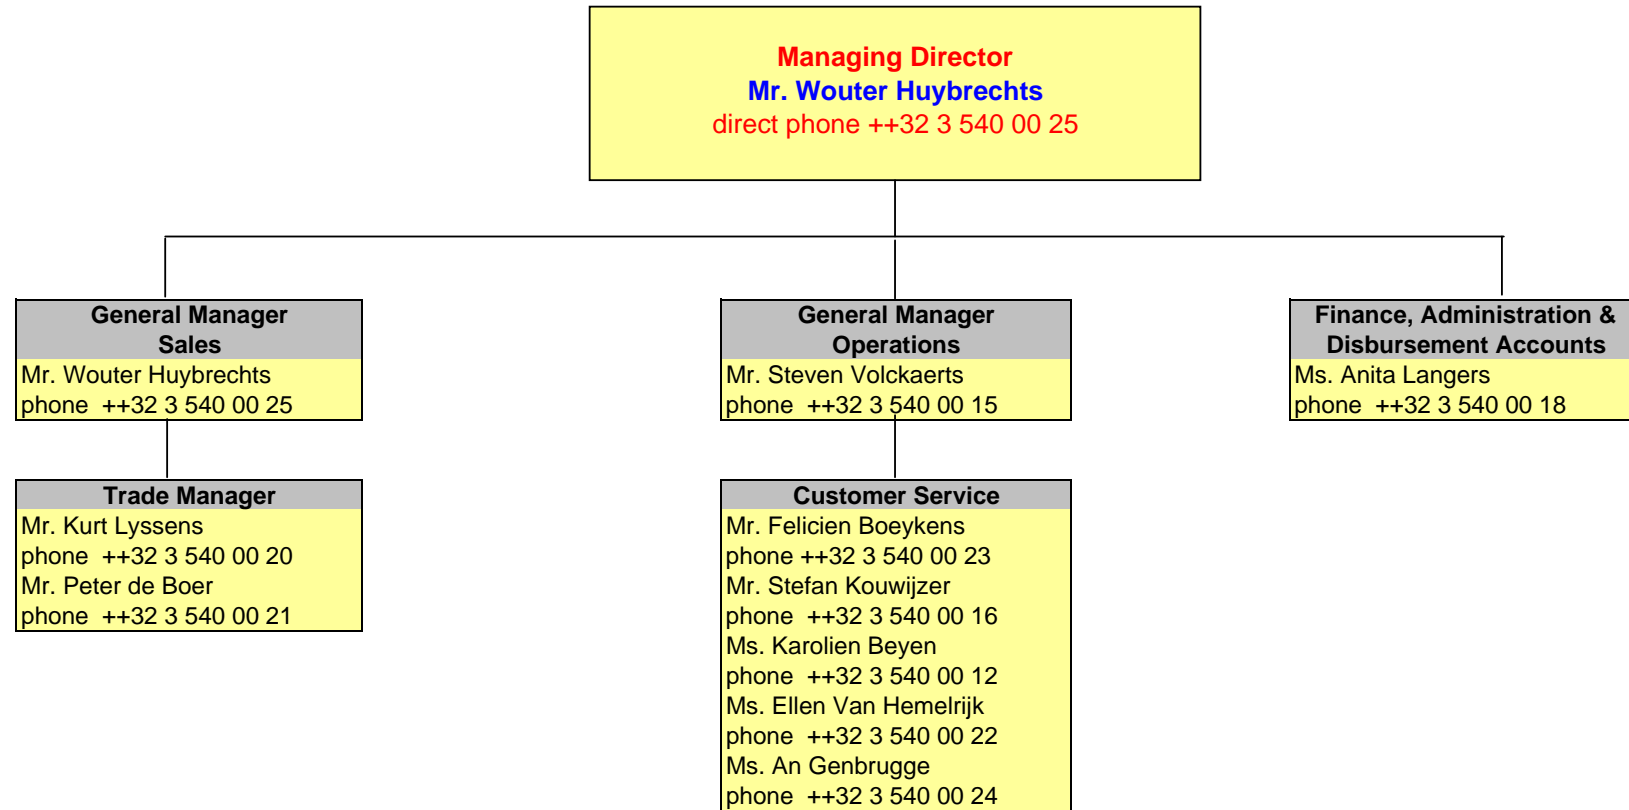 Managing Director
Mr. Wouter Huybrechts
direct phone ++32 3 540 00 25
General Manager
Sales
Mr. Wouter Huybrechts
phone  ++32 3 540 00 25
General Manager
Operations
Mr. Steven Volckaerts
phone  ++32 3 540 00 15
Finance, Administration &
Disbursement Accounts
Ms. Anita Langers
phone  ++32 3 540 00 18
Trade Manager
Mr. Kurt Lyssens
phone  ++32 3 540 00 20
Mr. Peter de Boer
phone  ++32 3 540 00 21
Customer Service
Mr. Felicien Boeykens
phone ++32 3 540 00 23
Mr. Stefan Kouwijzer
phone  ++32 3 540 00 16
Ms. Karolien Beyen
phone  ++32 3 540 00 12
Ms. Ellen Van Hemelrijk
phone  ++32 3 540 00 22
Ms. An Genbrugge
phone  ++32 3 540 00 24